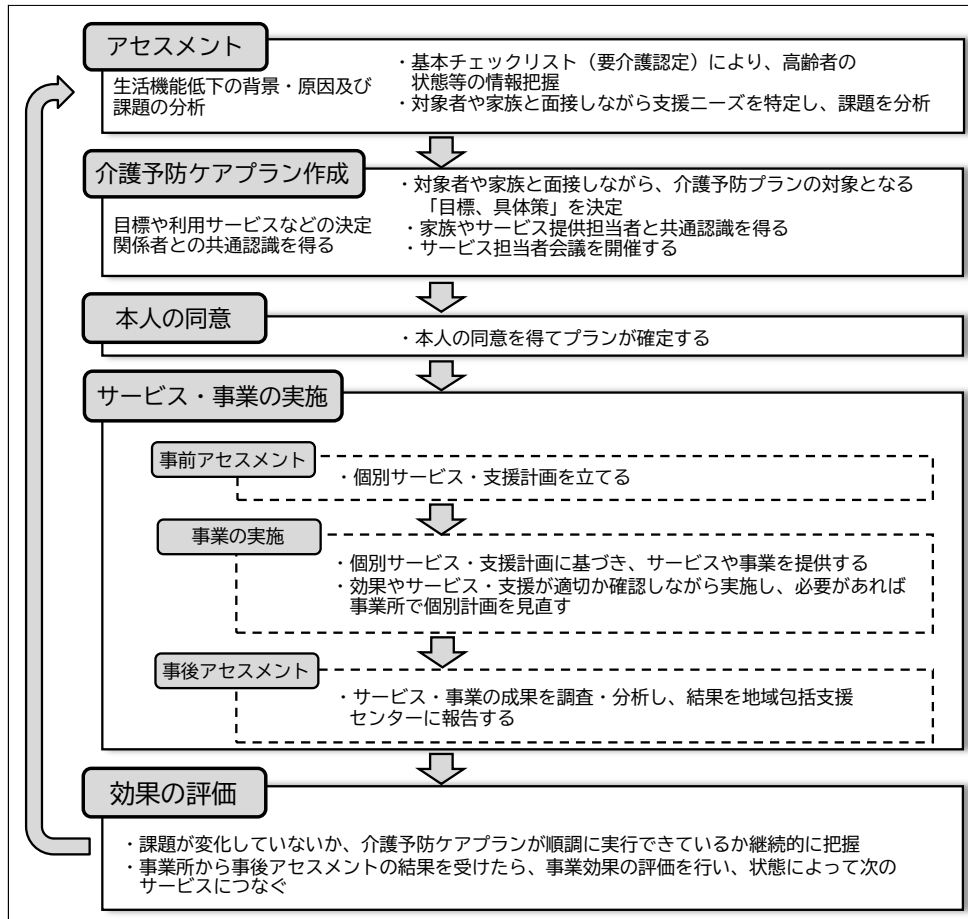 アセスメント
生活機能低下の背景・原因及び
課題の分析
・基本チェックリスト（要介護認定）により、高齢者の
状態等の情報把握
・対象者や家族と面接しながら支援ニーズを特定し、課題を分析
介護予防ケアプラン作成
目標や利用サービスなどの決定
関係者との共通認識を得る
・対象者や家族と面接しながら、介護予防プランの対象となる
「目標、具体策」を決定
・家族やサービス提供担当者と共通認識を得る
・サービス担当者会議を開催する
本人の同意
・本人の同意を得てプランが確定する
サービス・事業の実施
事前アセスメント
・個別サービス・支援計画を立てる
事業の実施
・個別サービス・支援計画に基づき、サービスや事業を提供する
・効果やサービス・支援が適切か確認しながら実施し、必要があれば
事業所で個別計画を見直す
事後アセスメント
・サービス・事業の成果を調査・分析し、結果を地域包括支援
センターに報告する
効果の評価
・課題が変化していないか、介護予防ケアプランが順調に実行できているか継続的に把握
・事業所から事後アセスメントの結果を受けたら、事業効果の評価を行い、状態によって次の
サービスにつなぐ